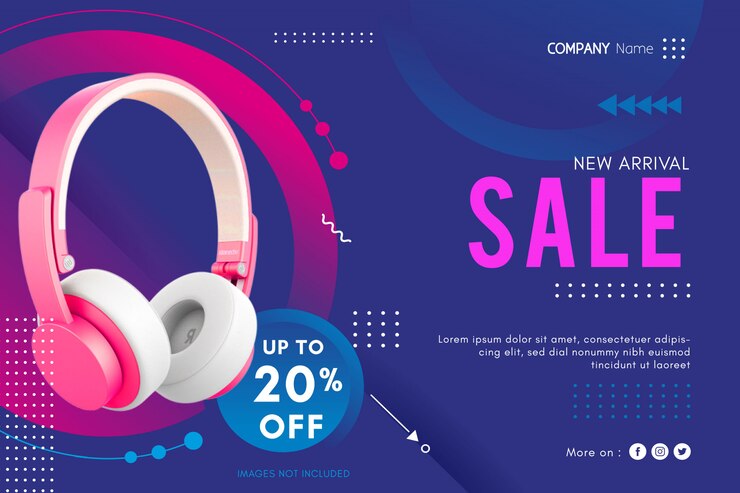 COMPANY Name
NEW ARRIVAL
SALE
Lorem ipsum dolor sit amet, consectetuer adipis-
cing elit, sed diam nonummy nibh euismod
tincidunt ut laoreet
UP TO
20%
OFF
IMAGES NOT INCLUDED
More on :
R